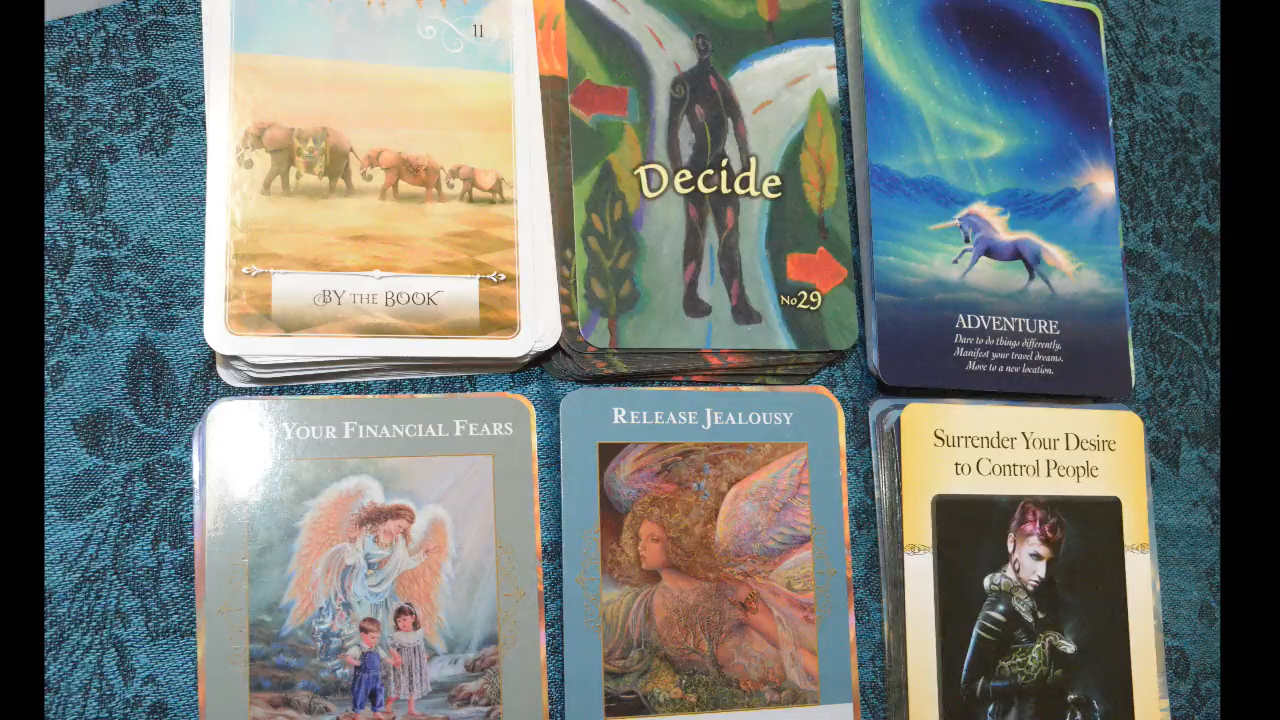 11
BY THE BOOK
Decide
No29
ADVENTURE
Dare to do things differently.
Manifest your travel dreams.
Move to a new location.
YOUR FINANCIAL FEARS
RELEASE JEALOUSY
Surrender Your Desire
to Control People